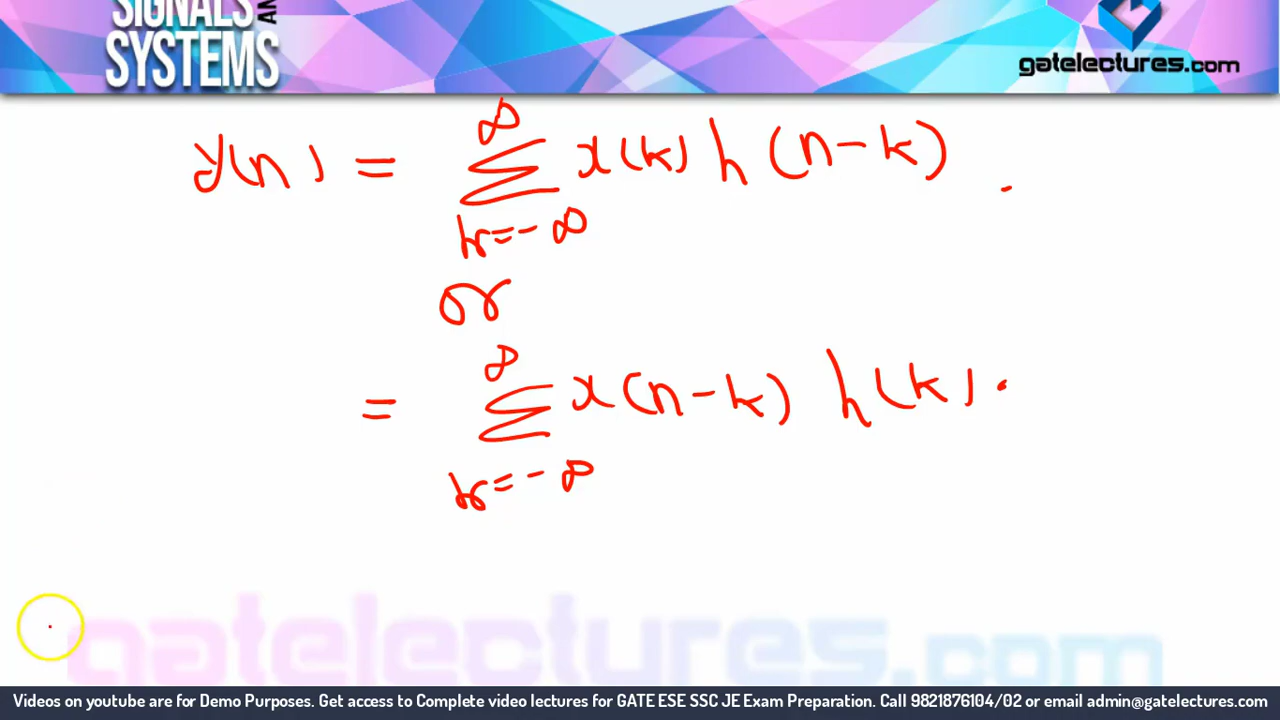 SIGNALS AN
SYSTEMS
gatelectures.com
y(n) = ∞ Σ k=-∞ x(k) h(n-k) .
or
= ∞ Σ k=-∞ x(n-k) h(k) .
gatelectures.com
Videos on youtube are for Demo Purposes. Get access to Complete video lectures for GATE ESE SSC JE Exam Preparation. Call 9821876104/02 or email admin@gatelectures.com